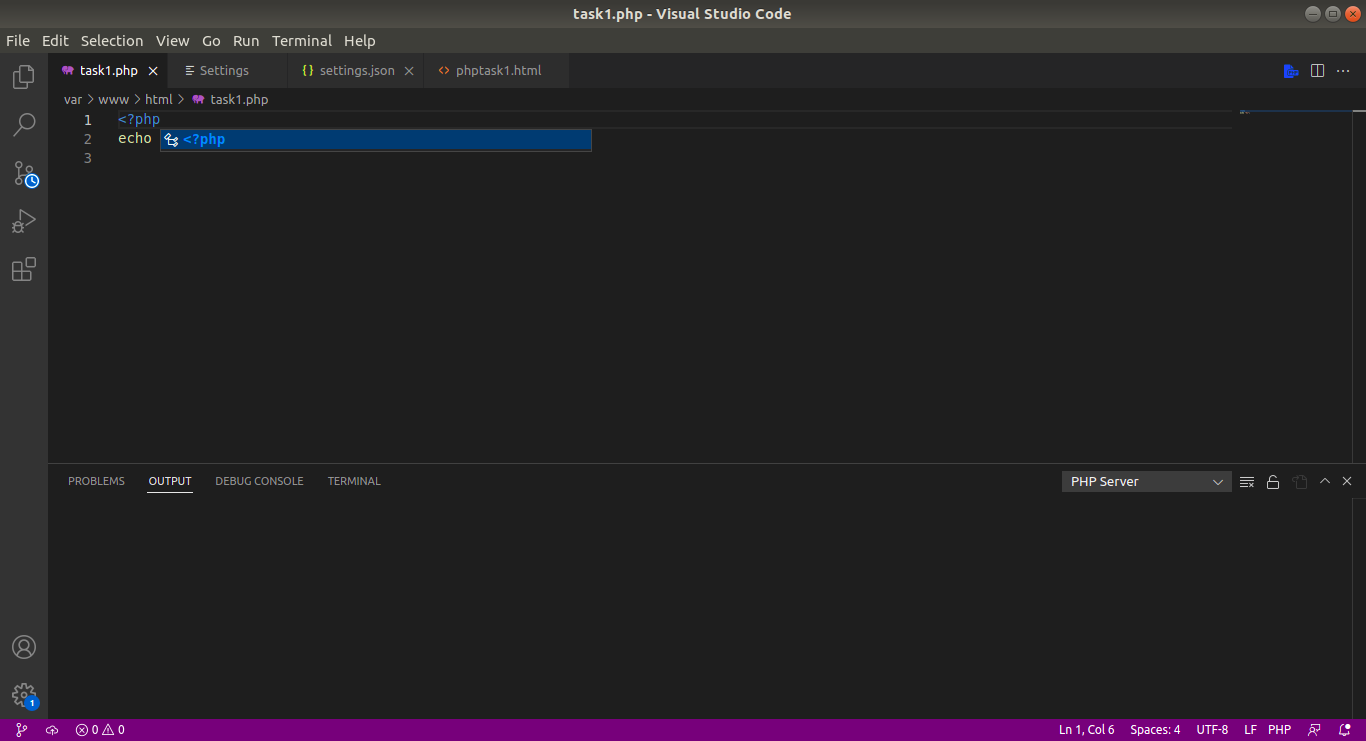 task1.php - Visual Studio Code
File Edit Selection View Go Run Terminal Help
task1.php Settings settings.json phptask1.html
var www html task1.php
1 <?php
2 echo <?php
3
PROBLEMS OUTPUT DEBUG CONSOLE TERMINAL PHP Server
1
0 0 Ln 1, Col 6 Spaces: 4 UTF-8 LF PHP